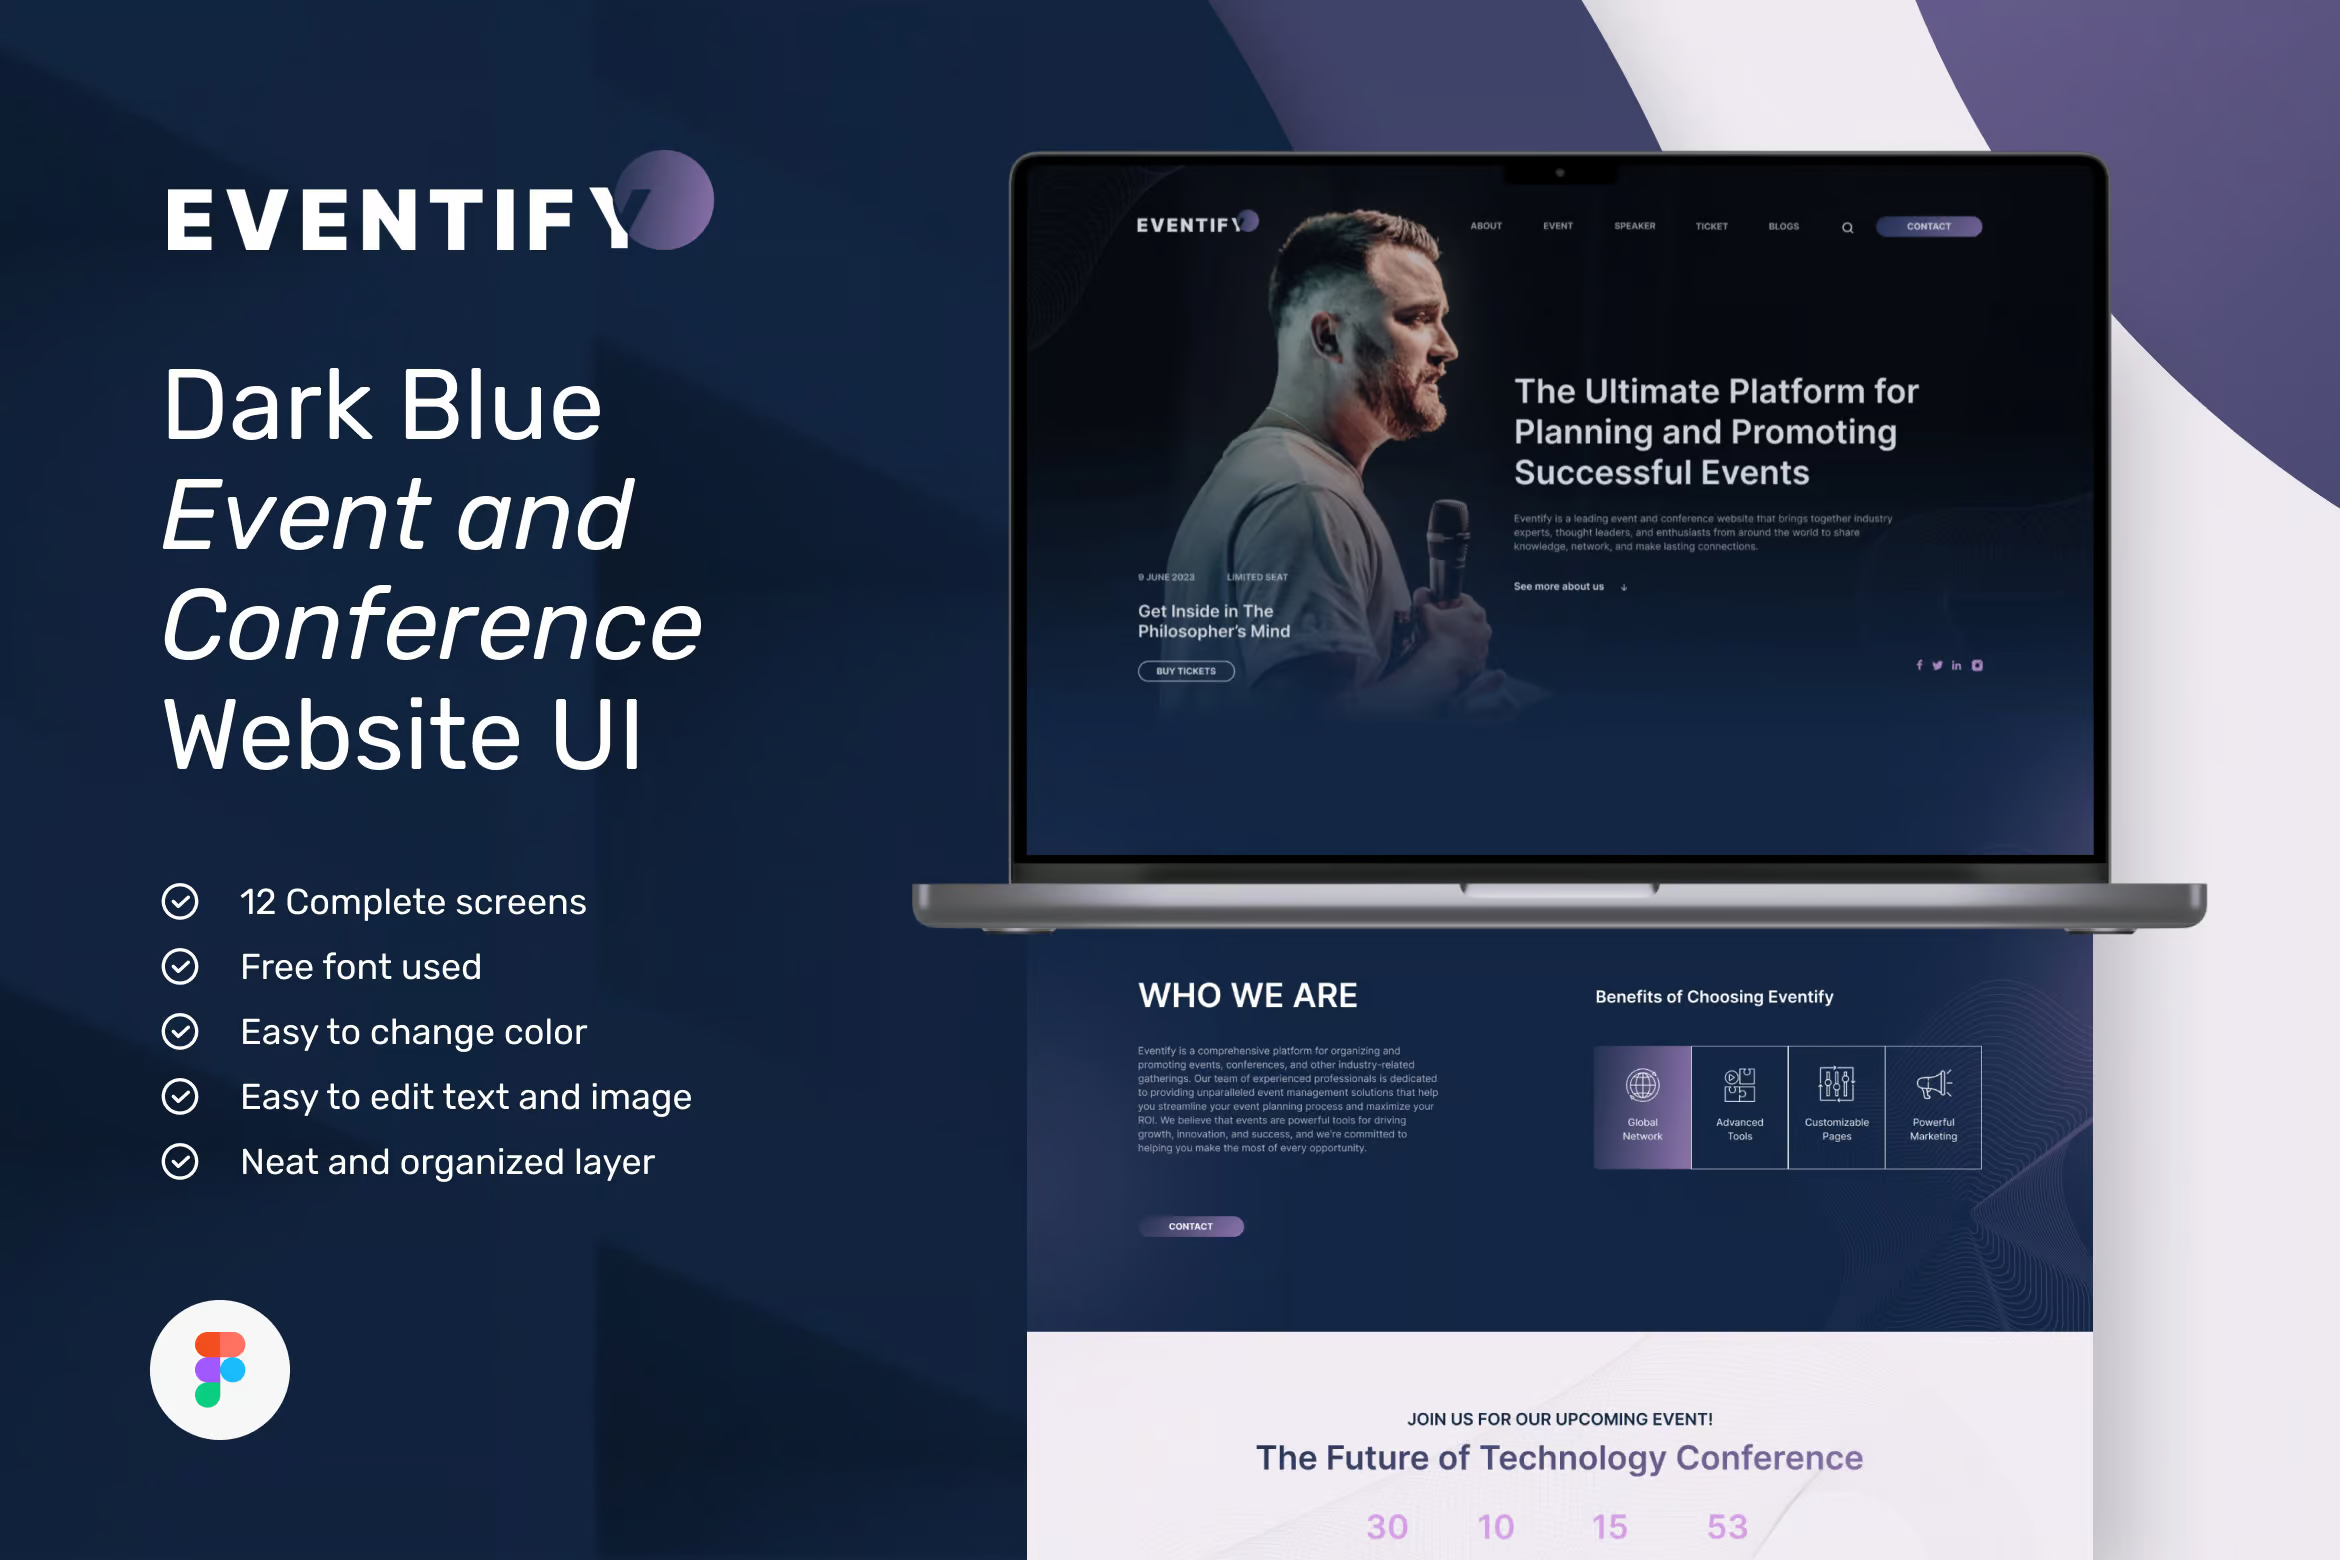 EVENTIFY
Dark Blue
Event and
Conference
Website UI
12 Complete screens
Free font used
Easy to change color
Easy to edit text and image
Neat and organized layer
EVENTIFY
ABOUT
EVENT
SPEAKER
TICKET
BLOGS
CONTACT
The Ultimate Platform for
Planning and Promoting
Successful Events
Eventify is a leading event and conference website that brings together industry
experts, thought leaders, and enthusiasts from around the world to share
knowledge, network, and make lasting connections.
See more about us
9 JUNE 2023
LIMITED SEAT
Get Inside in The
Philosopher's Mind
BUY TICKETS
WHO WE ARE
Eventify is a comprehensive platform for organizing and
promoting events, conferences, and other industry-related
gatherings. Our team of experienced professionals is dedicated
to providing unparalleled event management solutions that help
you streamline your event planning process and maximize your
ROI. We believe that events are powerful tools for driving
growth, innovation, and success, and we're committed to
helping you make the most of every opportunity.
CONTACT
Benefits of Choosing Eventify
Global
Network
Advanced
Tools
Customizable
Pages
Powerful
Marketing
JOIN US FOR OUR UPCOMING EVENT!
The Future of Technology Conference
30 10 15 53